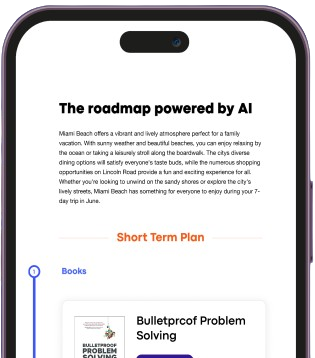 The roadmap powered by AI
Miami Beach offers a vibrant and lively atmosphere perfect for a family
vacation. With sunny weather and beautiful beaches, you can enjoy relaxing by
the ocean or taking a leisurely stroll along the boardwalk. The citys diverse
dining options will satisfy everyone's taste buds, while the numerous shopping
opportunities on Lincoln Road provide a fun and exciting experience for all.
Whether you're looking to unwind on the sandy shores or explore the city's
lively streets, Miami Beach has something for everyone to enjoy during your 7-
day trip in June.
Short Term Plan
1
Books
Bulletprcof Problem
Solving
BULLETPROOF
PROBLEM
SOLVING